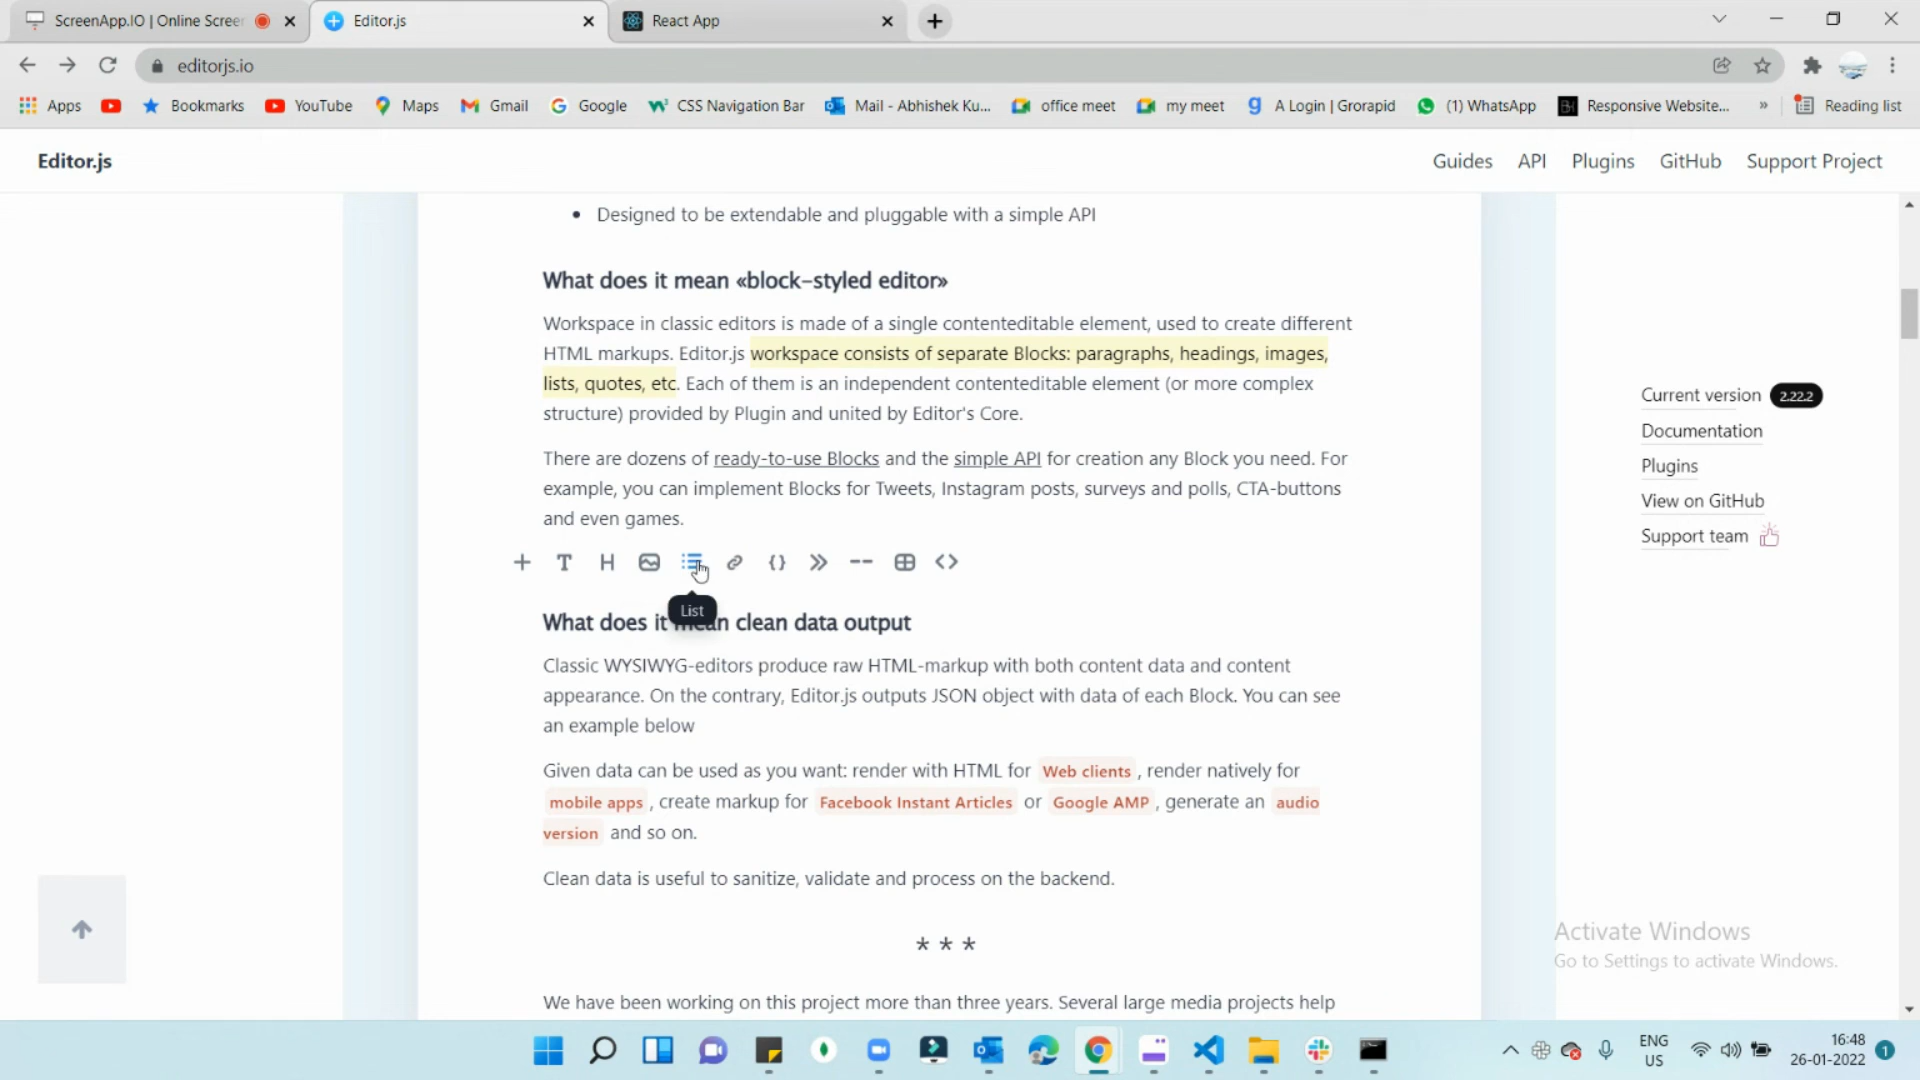 ScreenApp.IO | Online Screen
Editor.js
React App
editorjs.io
Apps
Bookmarks
YouTube
Maps
Gmail
Google
CSS Navigation Bar
Mail - Abhishek Ku...
office meet
my meet
A Login | Grorapid
(1) WhatsApp
Responsive Website...
»
Reading list
Editor.js
Guides
API
Plugins
GitHub
Support Project
• Designed to be extendable and pluggable with a simple API
What does it mean «block-styled editor»
Workspace in classic editors is made of a single contenteditable element, used to create different
HTML markups. Editor.js workspace consists of separate Blocks: paragraphs, headings, images,
lists, quotes, etc. Each of them is an independent contenteditable element (or more complex
structure) provided by Plugin and united by Editor's Core.
There are dozens of ready-to-use Blocks and the simple API for creation any Block you need. For
example, you can implement Blocks for Tweets, Instagram posts, surveys and polls, CTA-buttons
and even games.
List
What does it mean clean data output
Classic WYSIWYG-editors produce raw HTML-markup with both content data and content
appearance. On the contrary, Editor.js outputs JSON object with data of each Block. You can see
an example below
Given data can be used as you want: render with HTML for Web clients , render natively for
mobile apps , create markup for Facebook Instant Articles or Google AMP , generate an audio
version and so on.
Clean data is useful to sanitize, validate and process on the backend.
* * *
We have been working on this project more than three years. Several large media projects help
Current version 2.22.2
Documentation
Plugins
View on GitHub
Support team
Activate Windows
Go to Settings to activate Windows.
ENG
US
16:48
26-01-2022
1